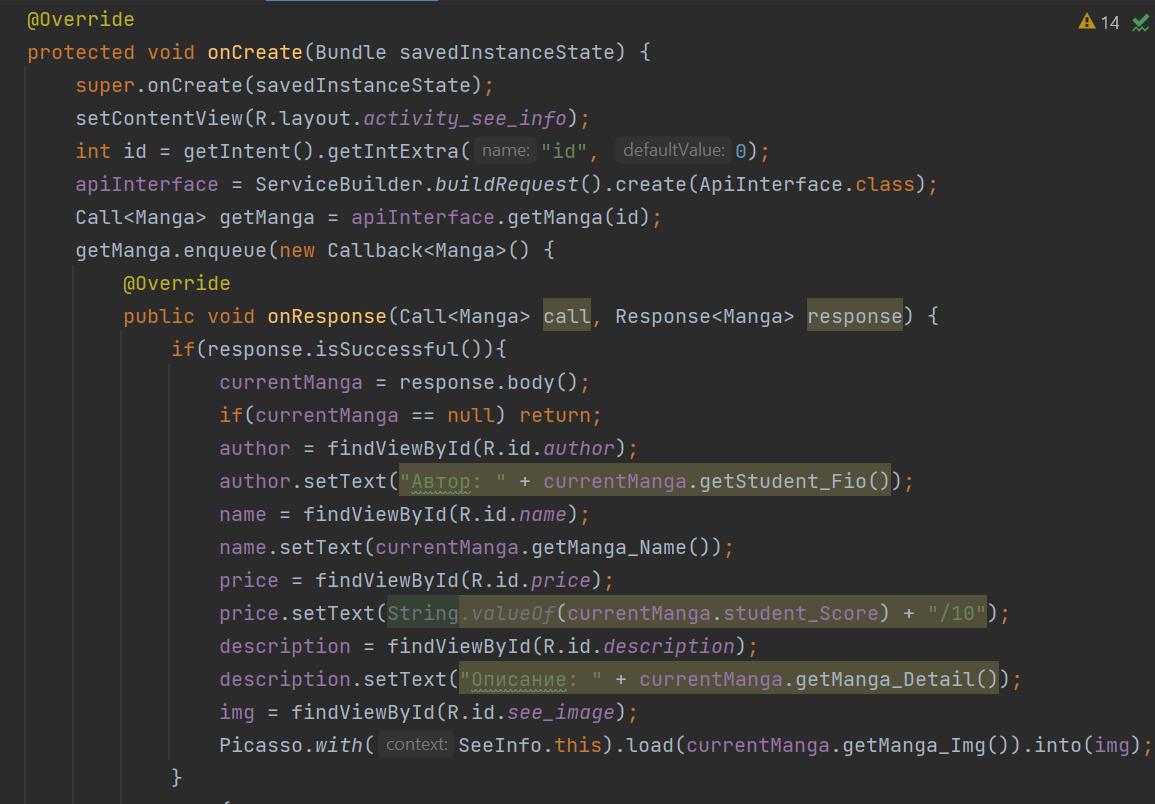 @Override
14
protected void onCreate(Bundle savedInstanceState) {
super.onCreate(savedInstanceState);
setContentView(R.layout.activity_see_info);
int id = getIntent().getIntExtra( name: "id", defaultValue: 0);
apiInterface = ServiceBuilder.buildRequest().create(ApiInterface.class);
Call<Manga> getManga = apiInterface.getManga(id);
getManga.enqueue(new Callback<Manga>() {
@Override
public void onResponse(Call<Manga> call, Response<Manga> response) {
if(response.isSuccessful()){
currentManga = response.body();
if(currentManga == null) return;
author = findViewById(R.id.author);
author.setText("Автор: " + currentManga.getStudent_Fio());
name = findViewById(R.id.name);
name.setText(currentManga.getManga_Name());
price = findViewById(R.id.price);
price.setText(String.valueOf(currentManga.student_Score) + "/10");
description = findViewById(R.id.description);
description.setText("Описание: " + currentManga.getManga_Detail());
img = findViewById(R.id.see_image);
Picasso.with( context: SeeInfo.this).load(currentManga.getManga_Img()).into(img);
}